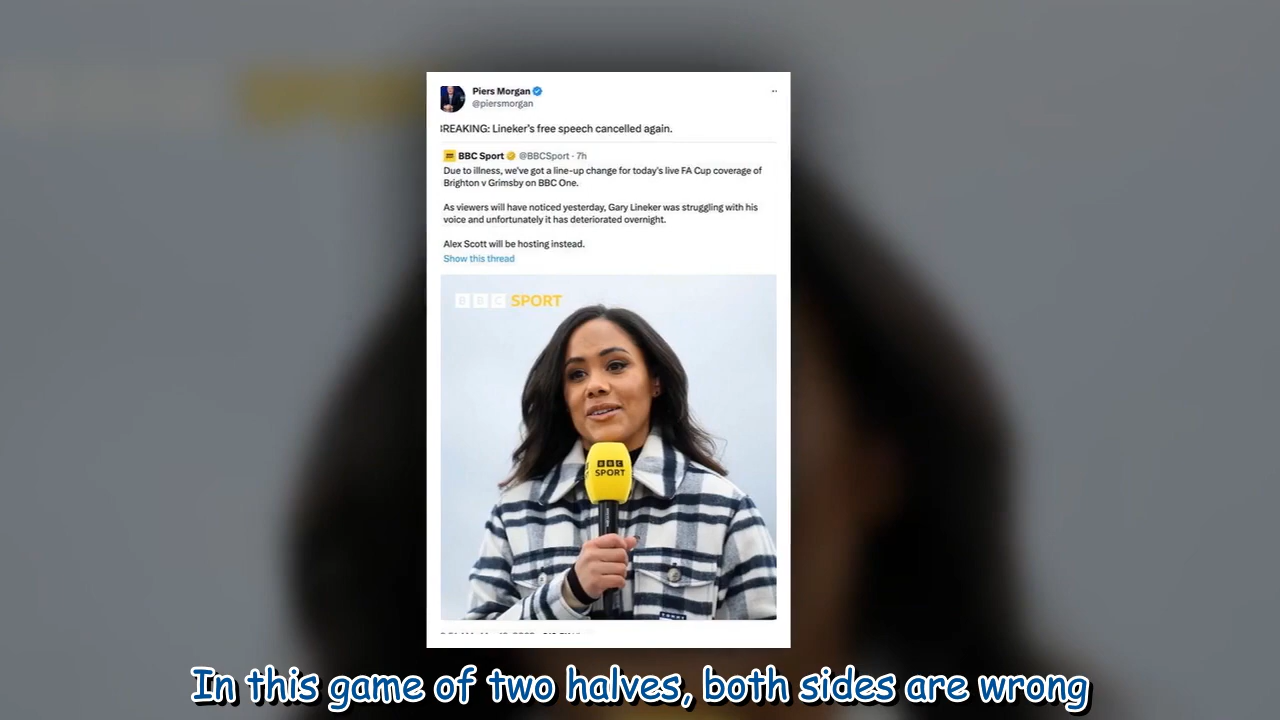 Piers Morgan
@piersmorgan
REAKING: Lineker's free speech cancelled again.
BBC Sport @BBCSport · 7h
Due to illness, we've got a line-up change for today's live FA Cup coverage of
Brighton v Grimsby on BBC One.
As viewers will have noticed yesterday, Gary Lineker was struggling with his
voice and unfortunately it has deteriorated overnight.
Alex Scott will be hosting instead.
Show this thread
BBC SPORT
BBC
SPORT
In this game of two halves, both sides are wrong